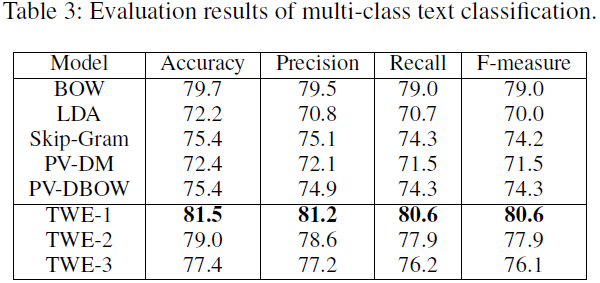 Table 3: Evaluation results of multi-class text classification.
Model Accuracy Precision Recall F-measure
BOW 79.7 79.5 79.0 79.0
LDA 72.2 70.8 70.7 70.0
Skip-Gram 75.4 75.1 74.3 74.2
PV-DM 72.4 72.1 71.5 71.5
PV-DBOW 75.4 74.9 74.3 74.3
TWE-1 81.5 81.2 80.6 80.6
TWE-2 79.0 78.6 77.9 77.9
TWE-3 77.4 77.2 76.2 76.1